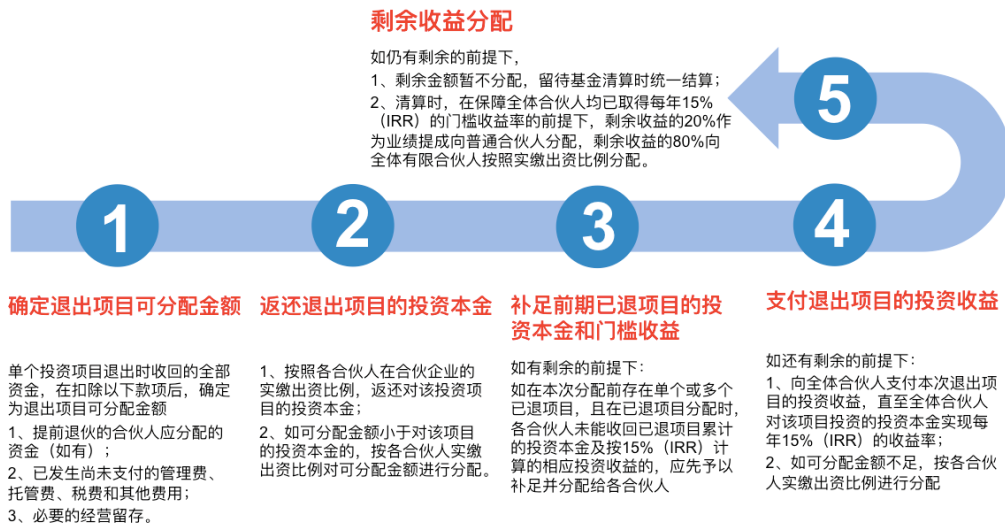 1
确定退出项目可分配金额
单个投资项目退出时收回的全部
资金，在扣除以下款项后，确定
为退出项目可分配金额
1、提前退伙的合伙人应分配的
资金（如有）；
2、已发生尚未支付的管理费、
托管费、税费和其他费用；
3、必要的经营留存。
2
返还退出项目的投资本金
1、按照各合伙人在合伙企业的
实缴出资比例，返还对该投资项
目的投资本金；
2、如可分配金额小于对该项目
的投资本金的，按各合伙人实缴
出资比例对可分配金额进行分配。
3
补足前期已退项目的投
资本金和门槛收益
如有剩余的前提下：
如在本次分配前存在单个或多个
已退项目，且在已退项目分配时，
各合伙人未能收回已退项目累计
的投资本金及按15%（IRR）计
算的相应投资收益的，应先予以
补足并分配给各合伙人
4
支付退出项目的投资收益
如还有剩余的前提下：
1、向全体合伙人支付本次退出项
目的投资收益，直至全体合伙人
对该项目投资的投资本金实现每
年15%（IRR）的收益率；
2、如可分配金额不足，按各合伙
人实缴出资比例进行分配
5
剩余收益分配
如仍有剩余的前提下，
1、剩余金额暂不分配，留待基金清算时统一结算；
2、清算时，在保障全体合伙人均已取得每年15%
（IRR）的门槛收益率的前提下，剩余收益的20%作
为业绩提成向普通合伙人分配，剩余收益的80%向
全体有限合伙人按照实缴出资比例分配。